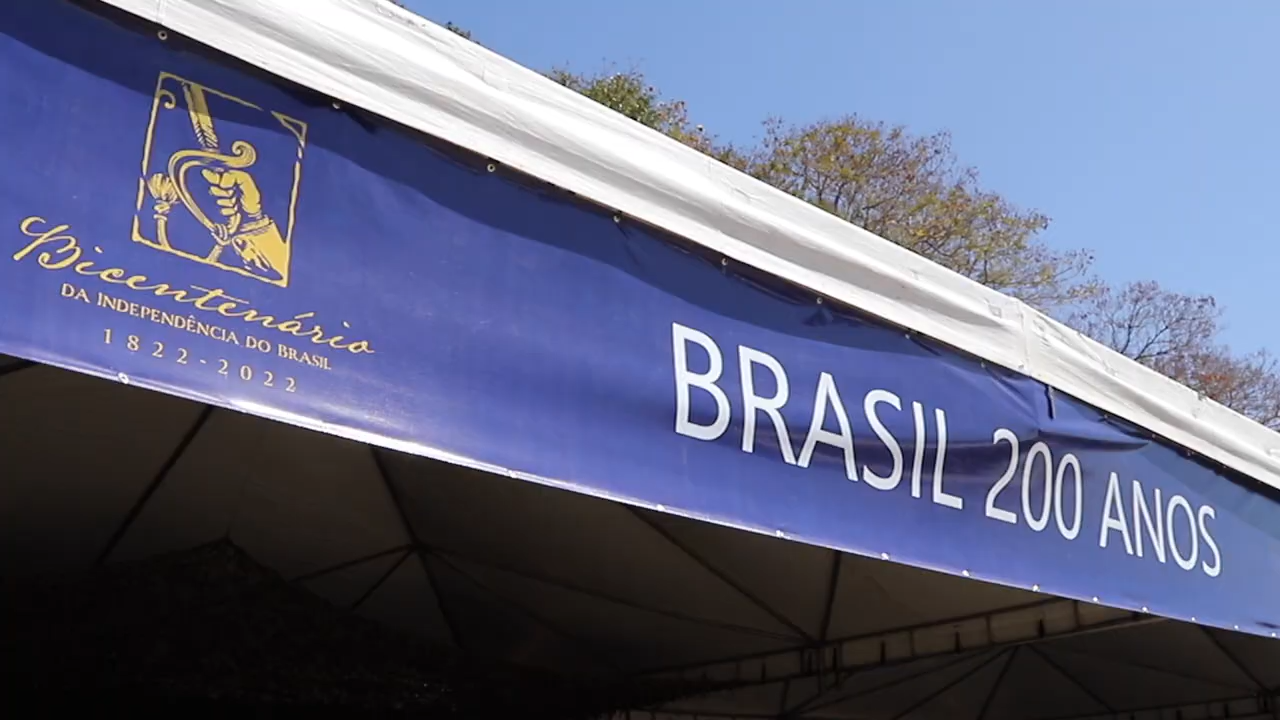 Bicentenário
DA INDEPENDÊNCIA DO BRASIL
1822-2022
BRASIL 200 ANOS